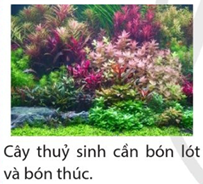 Cây thuỷ sinh cần bón lót
và bón thúc.